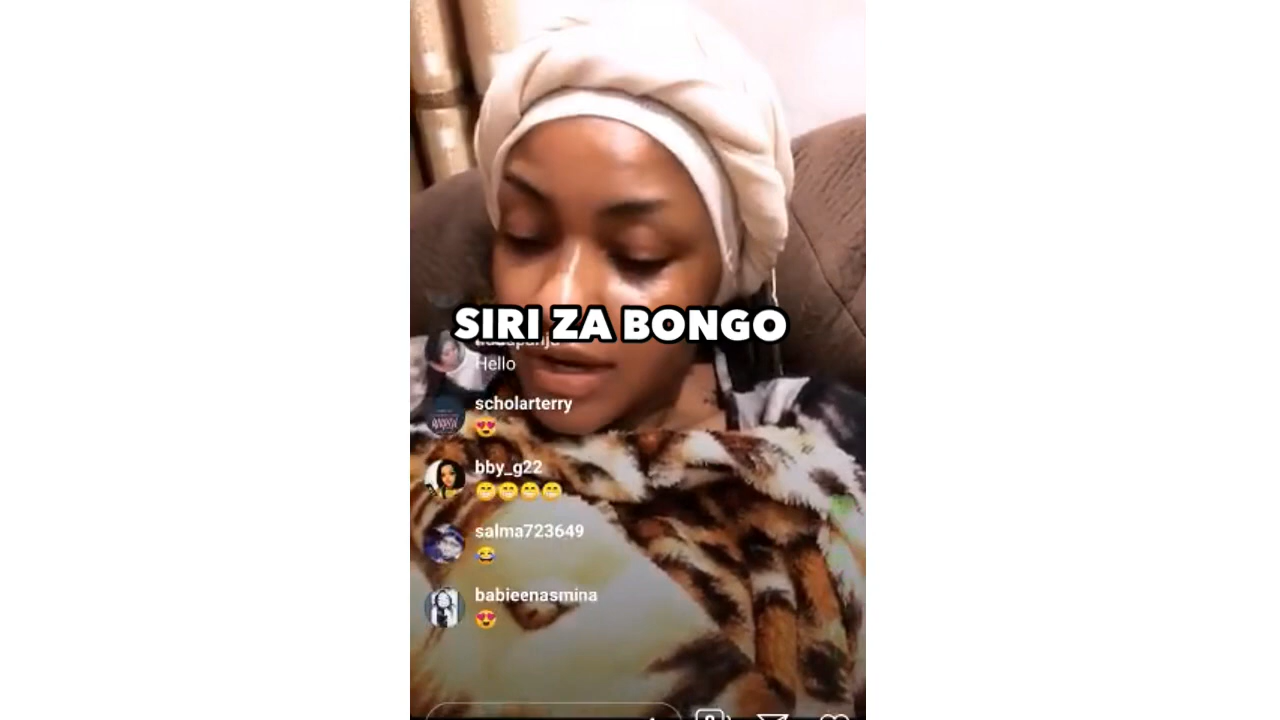 SIRI ZA BONGO
Hello
scholarterry
😍
bby_g22
😁😁😁😁
salma723649
😂
babieenasmina
😍